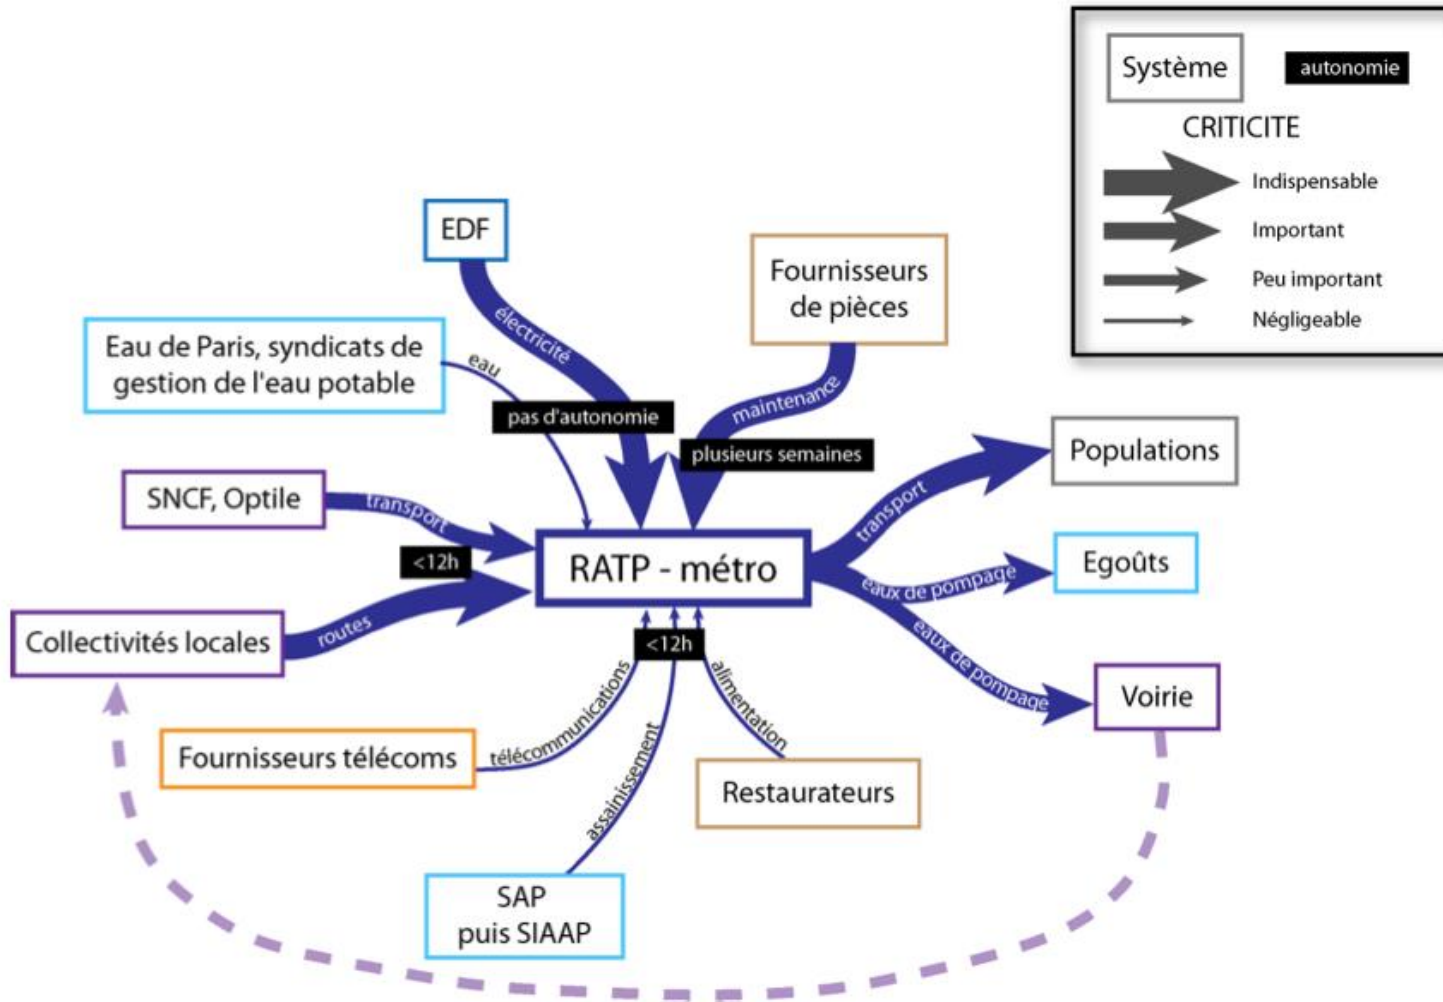 Système
autonomie
CRITICITE
Indispensable
Important
Peu important
Négligeable
EDF
Fournisseurs
de pièces
électricité
Eau de Paris, syndicats de
gestion de l'eau potable
eau
maintenance
pas d'autonomie
plusieurs semaines
Populations
SNCF, Optile
transport
transport
<12h
RATP - métro
Egoûts
eaux de pompage
Collectivités locales
routes
<12h
eaux de pompage
Voirie
Fournisseurs télécoms
télécommunications
assainissement
alimentation
Restaurateurs
SAP
puis SIAAP